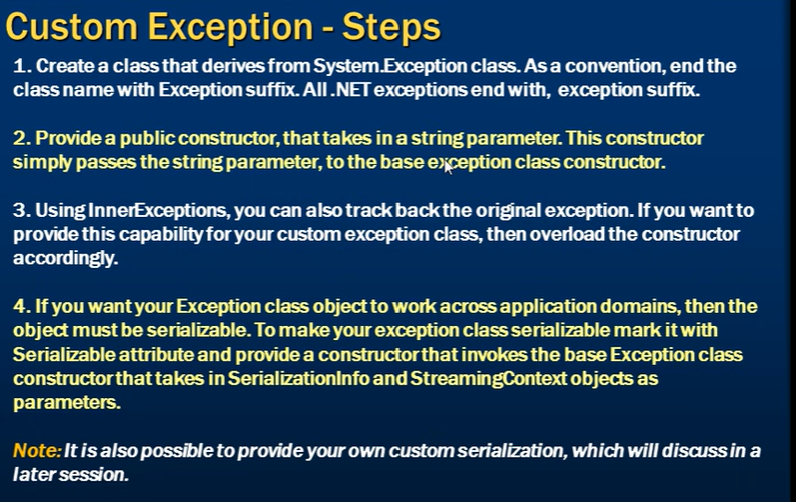 Custom Exception - Steps
1. Create a class that derives from System.Exception class. As a convention, end the
class name with Exception suffix. All .NET exceptions end with, exception suffix.
2. Provide a public constructor, that takes in a string parameter. This constructor
simply passes the string parameter, to the base exception class constructor.
3. Using InnerExceptions, you can also track back the original exception. If you want to
provide this capability for your custom exception class, then overload the constructor
accordingly.
4. If you want your Exception class object to work across application domains, then the
object must be serializable. To make your exception class serializable mark it with
Serializable attribute and provide a constructor that invokes the base Exception class
constructor that takes in SerializationInfo and StreamingContext objects as
parameters.
Note: It is also possible to provide your own custom serialization, which will discuss in a
later session.